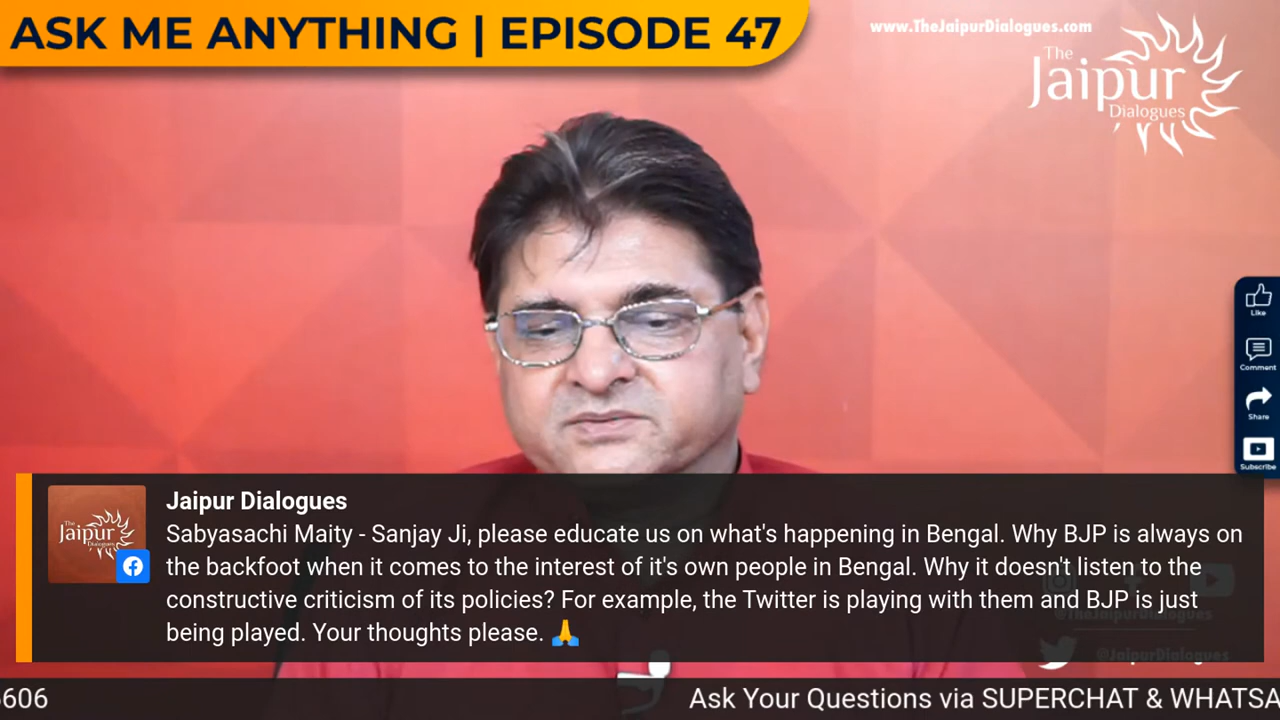 ASK ME ANYTHING | EPISODE 47
www.TheJaipurDialogues.com
The
Jaipur
Dialogues
Like
Comment
Share
Subscribe
Jaipur Dialogues
Sabyasachi Maity - Sanjay Ji, please educate us on what's happening in Bengal. Why BJP is always on
the backfoot when it comes to the interest of it's own people in Bengal. Why it doesn't listen to the
constructive criticism of its policies? For example, the Twitter is playing with them and BJP is just
being played. Your thoughts please. 🙏
The
Jaipur
Dialogues
@TheJaipurDialogues
@JaipurDialogues
606
Ask Your Questions via SUPERCHAT & WHATSA